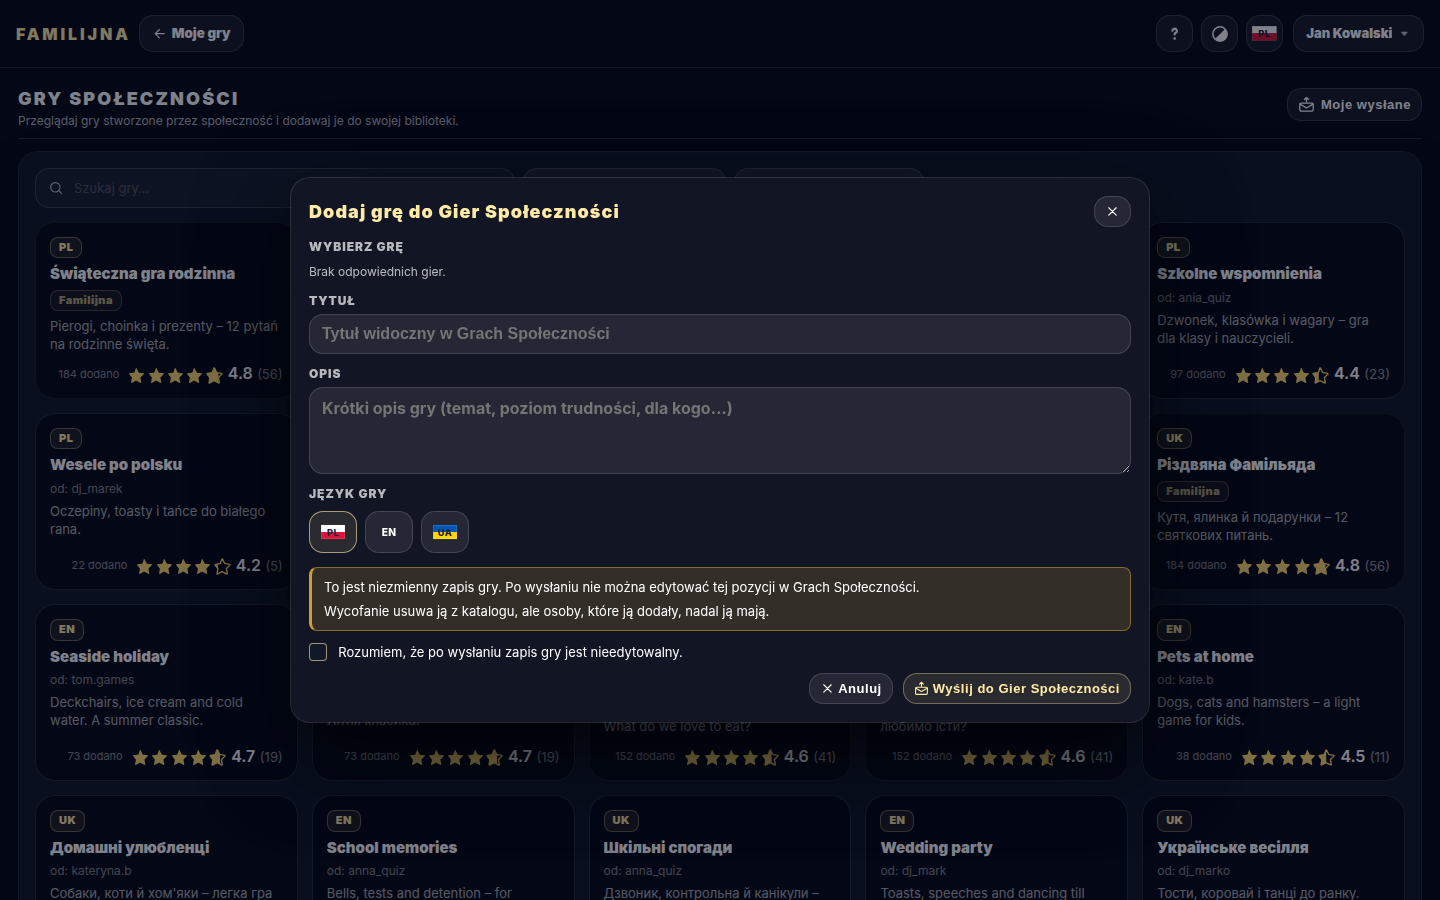 FAMILIJNA
Moje gry
?
PL
Jan Kowalski
GRY SPOŁECZNOŚCI
Przeglądaj gry stworzone przez społeczność i dodawaj je do swojej biblioteki.
Moje wysłane
Szukaj gry...
Dodaj grę do Gier Społeczności
WYBIERZ GRĘ
Brak odpowiednich gier.
TYTUŁ
Tytuł widoczny w Grach Społeczności
OPIS
Krótki opis gry (temat, poziom trudności, dla kogo...)
JĘZYK GRY
PL
EN
UA
To jest niezmienny zapis gry. Po wysłaniu nie można edytować tej pozycji w Grach Społeczności.
Wycofanie usuwa ją z katalogu, ale osoby, które ją dodały, nadal ją mają.
Rozumiem, że po wysłaniu zapis gry jest nieedytowalny.
Anuluj
Wyślij do Gier Społeczności
PL
Świąteczna gra rodzinna
Familijna
Pierogi, choinka i prezenty – 12 pytań
na rodzinne święta.
184 dodano
4.8 (56)
PL
Szkolne wspomnienia
od: ania_quiz
Dzwonek, klasówka i wagary – gra
dla klasy i nauczycieli.
97 dodano
4.4 (23)
PL
Wesele po polsku
od: dj_marek
Oczepiny, toasty i tańce do białego
rana.
22 dodano
4.2 (5)
UK
Різдвяна Фамільяда
Familijna
Кутя, ялинка й подарунки – 12
святкових питань.
184 dodano
4.8 (56)
EN
Seaside holiday
od: tom.games
Deckchairs, ice cream and cold
water. A summer classic.
73 dodano
4.7 (19)
73 dodano
4.7 (19)
What do we love to eat?
152 dodano
4.6 (41)
любимо їсти?
152 dodano
4.6 (41)
EN
Pets at home
od: kate.b
Dogs, cats and hamsters – a light
game for kids.
38 dodano
4.5 (11)
UK
Домашні улюбленці
od: kateryna.b
Собаки, коти й хом'яки – легка гра
EN
School memories
od: anna_quiz
Bells, tests and detention – for
UK
Шкільні спогади
od: anna_quiz
Дзвоник, контрольна й канікули –
EN
Wedding party
od: dj_mark
Toasts, speeches and dancing till
UK
Українське весілля
od: dj_marko
Тости, коровай і танці до ранку.